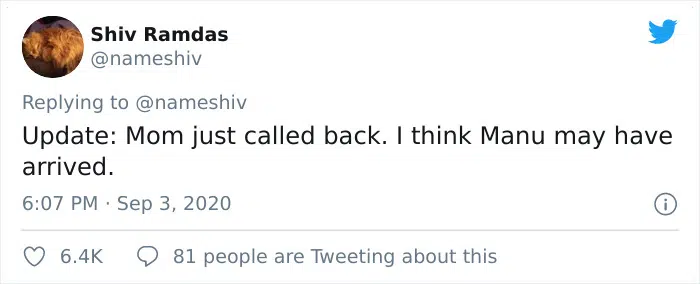 Shiv Ramdas
@nameshiv
Replying to @nameshiv
Update: Mom just called back. I think Manu may have
arrived.
6:07 PM · Sep 3, 2020
6.4K
81 people are Tweeting about this